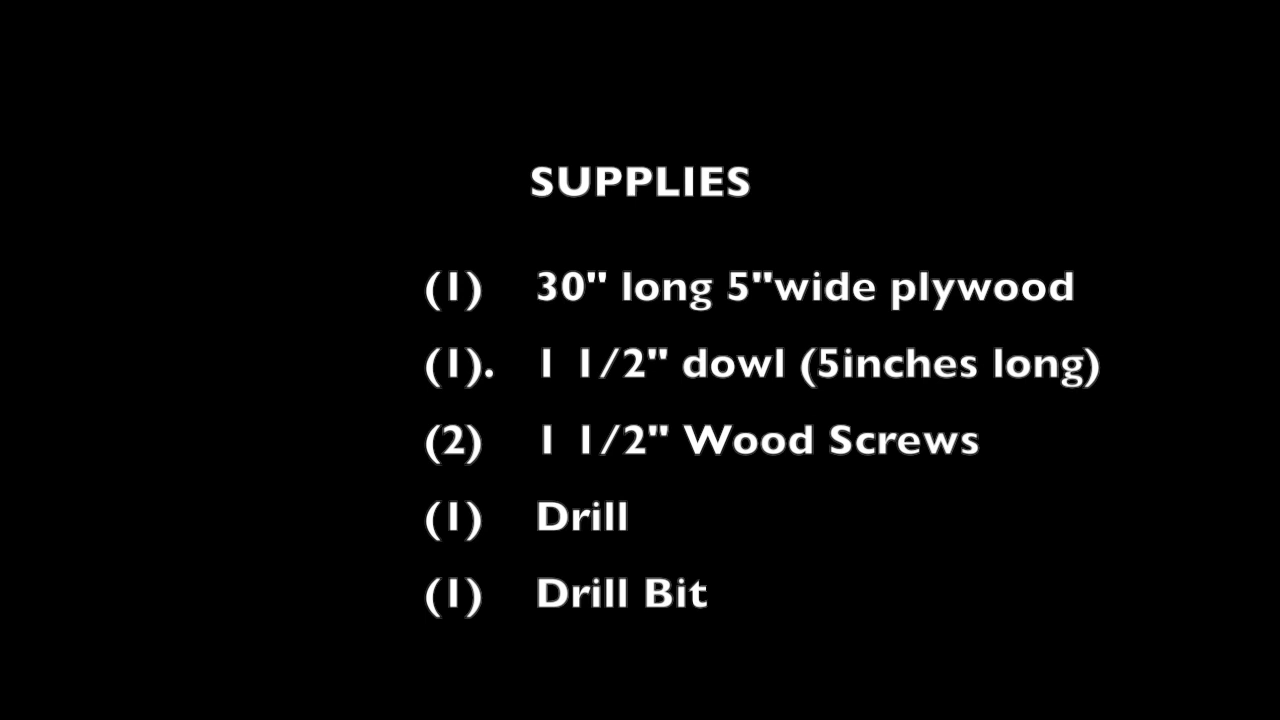 SUPPLIES
(1) 30" long 5"wide plywood
(1). 1 1/2" dowl (5inches long)
(2) 1 1/2" Wood Screws
(1) Drill
(1) Drill Bit